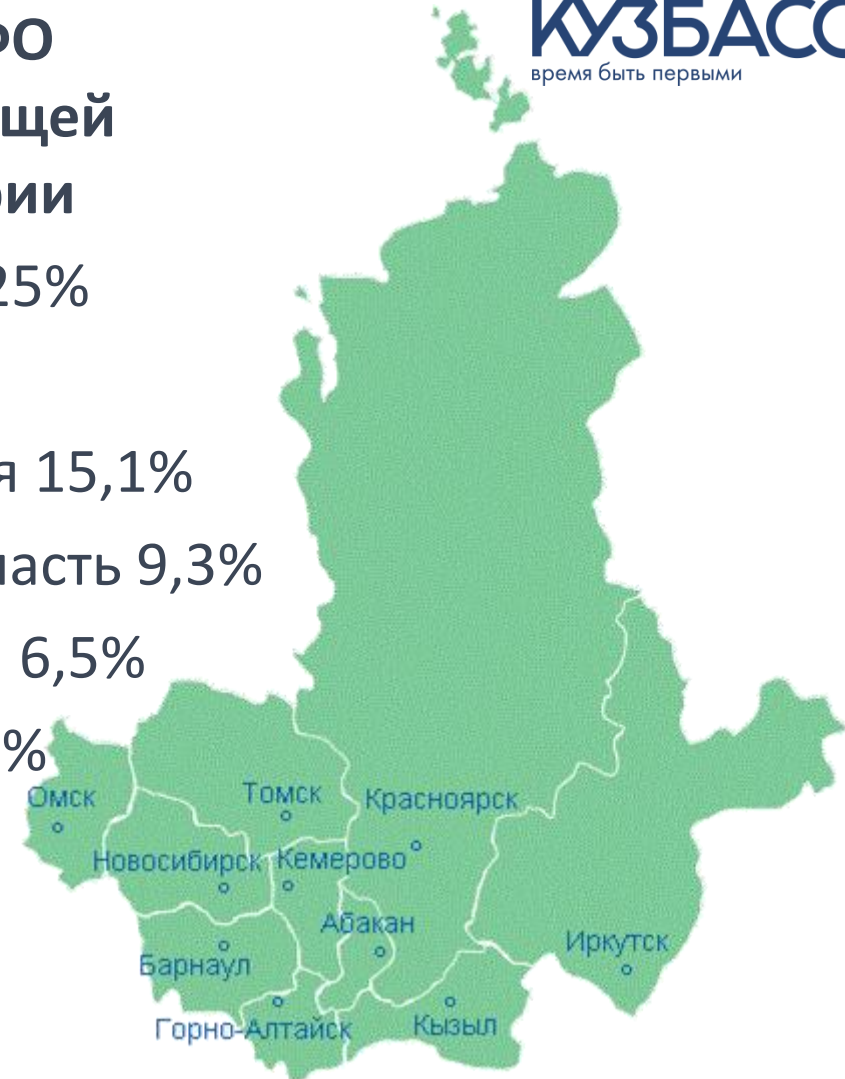 ФО
КУЗБАСС
время быть первыми
щей
рии
25%
я 15,1%
ласть 9,3%
6,5%
%
Омск
Томск
Красноярск
Новосибирск
Кемерово
Абакан
Барнаул
Иркутск
Горно-Алтайск
Кызыл